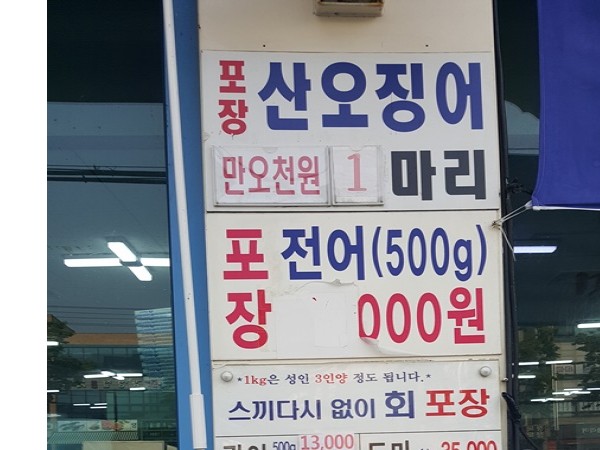 포장 산오징어
만오천원 1 마리
포장 전어(500g)
000원
*1kg은 성인 3인양 정도 됩니다.*
스끼다시 없이 회 포장
500g 13,000